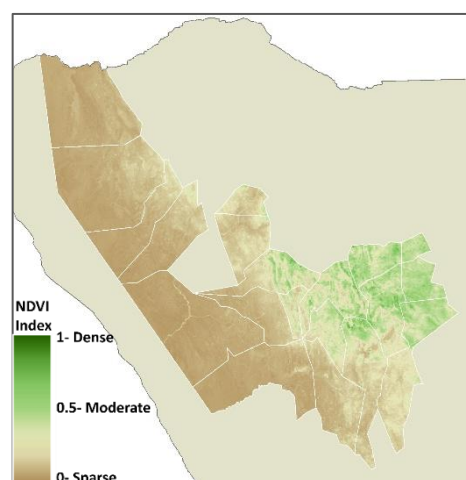 NDVI
Index
1- Dense
0.5- Moderate
0- Sparse